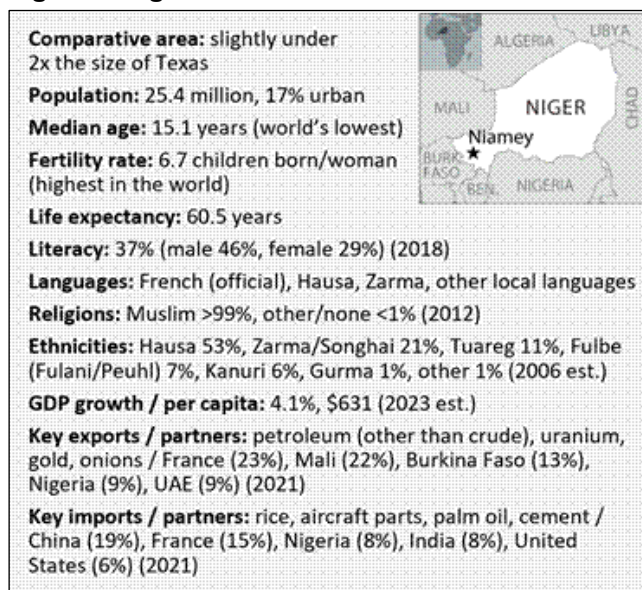 Comparative area: slightly under
2x the size of Texas
Population: 25.4 million, 17% urban
Median age: 15.1 years (world's lowest)
Fertility rate: 6.7 children born/woman
(highest in the world)
Life expectancy: 60.5 years
Literacy: 37% (male 46%, female 29%) (2018)
Languages: French (official), Hausa, Zarma, other local languages
Religions: Muslim >99%, other/none <1% (2012)
Ethnicities: Hausa 53%, Zarma/Songhai 21%, Tuareg 11%, Fulbe
(Fulani/Peuhl) 7%, Kanuri 6%, Gurma 1%, other 1% (2006 est.)
GDP growth / per capita: 4.1%, $631 (2023 est.)
Key exports / partners: petroleum (other than crude), uranium,
gold, onions / France (23%), Mali (22%), Burkina Faso (13%),
Nigeria (9%), UAE (9%) (2021)
Key imports / partners: rice, aircraft parts, palm oil, cement /
China (19%), France (15%), Nigeria (8%), India (8%), United
States (6%) (2021)
ALGERIA
LIBYA
MALI
NIGER
CHAD
Niamey
BURK.
FASO
BEN.
NIGERIA